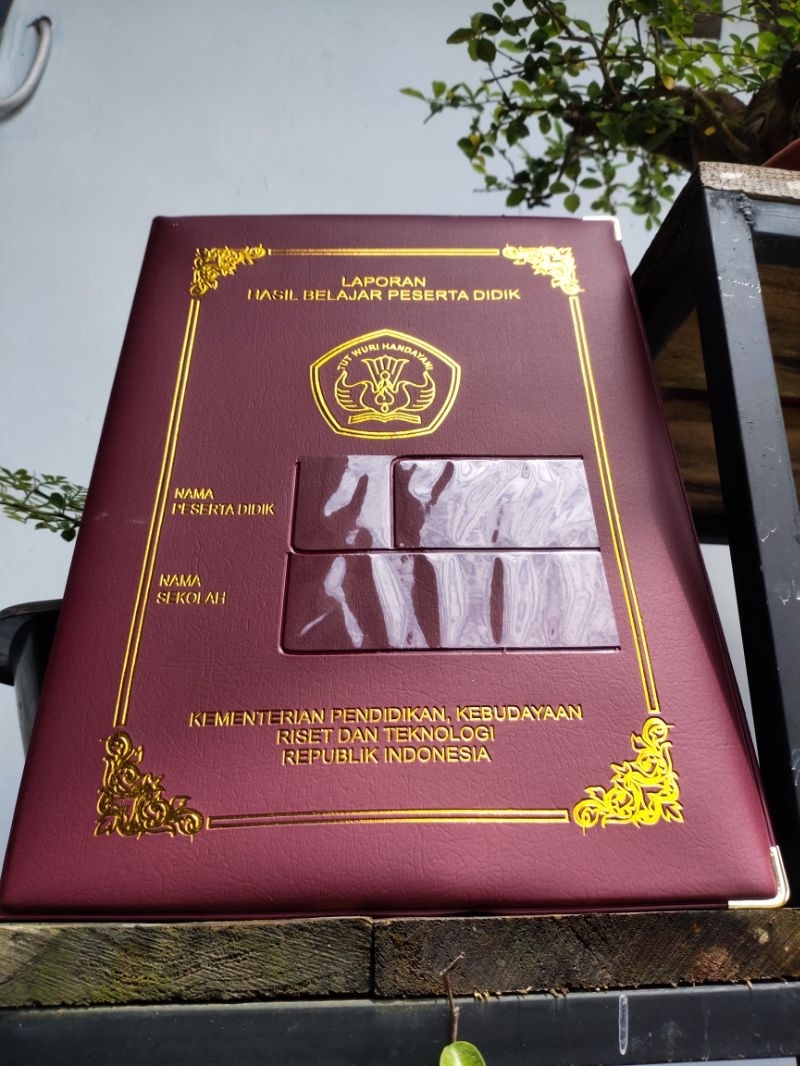 LAPORAN
HASIL BELAJAR PESERTA DIDIK
TUT WURI HANDAYANI
NAMA
PESERTA DIDIK
NAMA
SEKOLAH
KEMENTERIAN PENDIDIKAN, KEBUDAYAAN
RISET DAN TEKNOLOGI
REPUBLIK INDONESIA